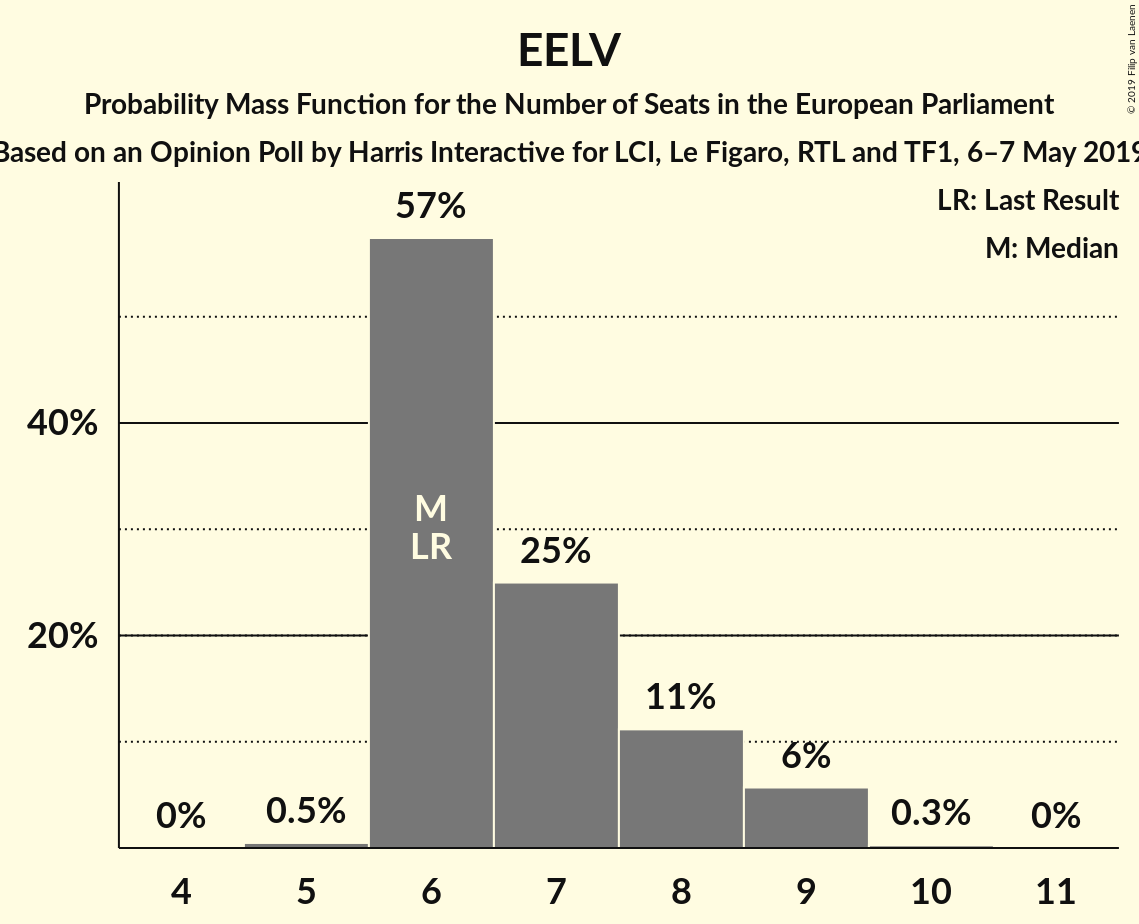 EELV
Probability Mass Function for the Number of Seats in the European Parliament
Based on an Opinion Poll by Harris Interactive for LCI, Le Figaro, RTL and TF1, 6–7 May 2019
© 2019 Filip van Laenen
LR: Last Result
M: Median
57%
40%
M
LR
25%
20%
11%
6%
0%
0.5%
0.3%
0%
4 5 6 7 8 9 10 11